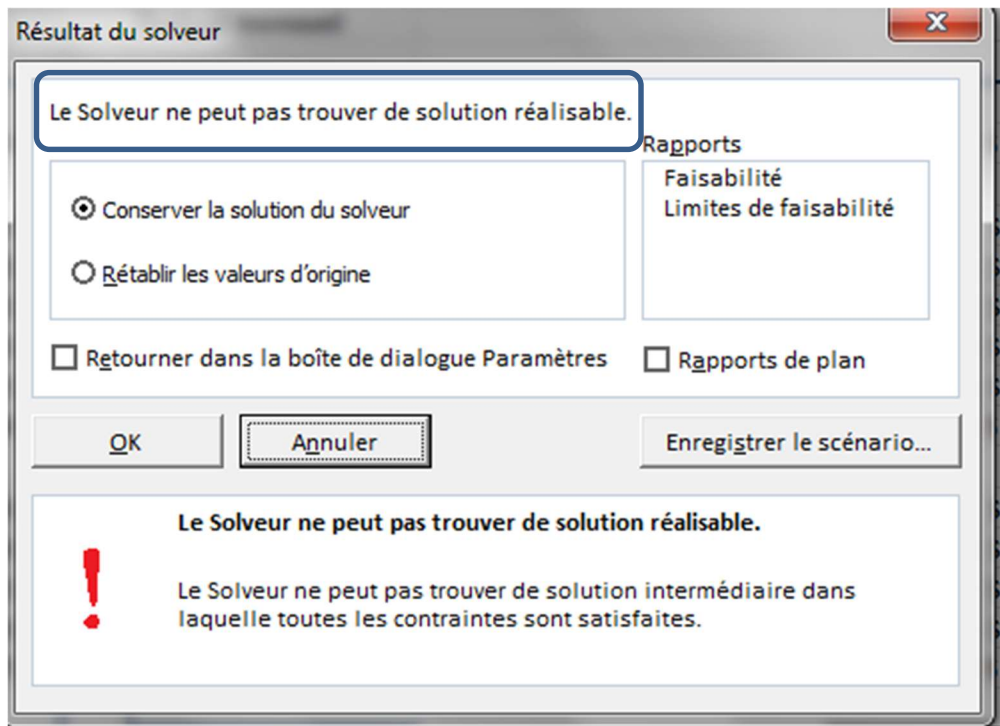 Résultat du solveur
Le Solveur ne peut pas trouver de solution réalisable.
Rapports
Faisabilité
Limites de faisabilité
Conserver la solution du solveur
Rétablir les valeurs d'origine
Retourner dans la boîte de dialogue Paramètres
Rapports de plan
OK
Annuler
Enregistrer le scénario...
Le Solveur ne peut pas trouver de solution réalisable.
Le Solveur ne peut pas trouver de solution intermédiaire dans
laquelle toutes les contraintes sont satisfaites.